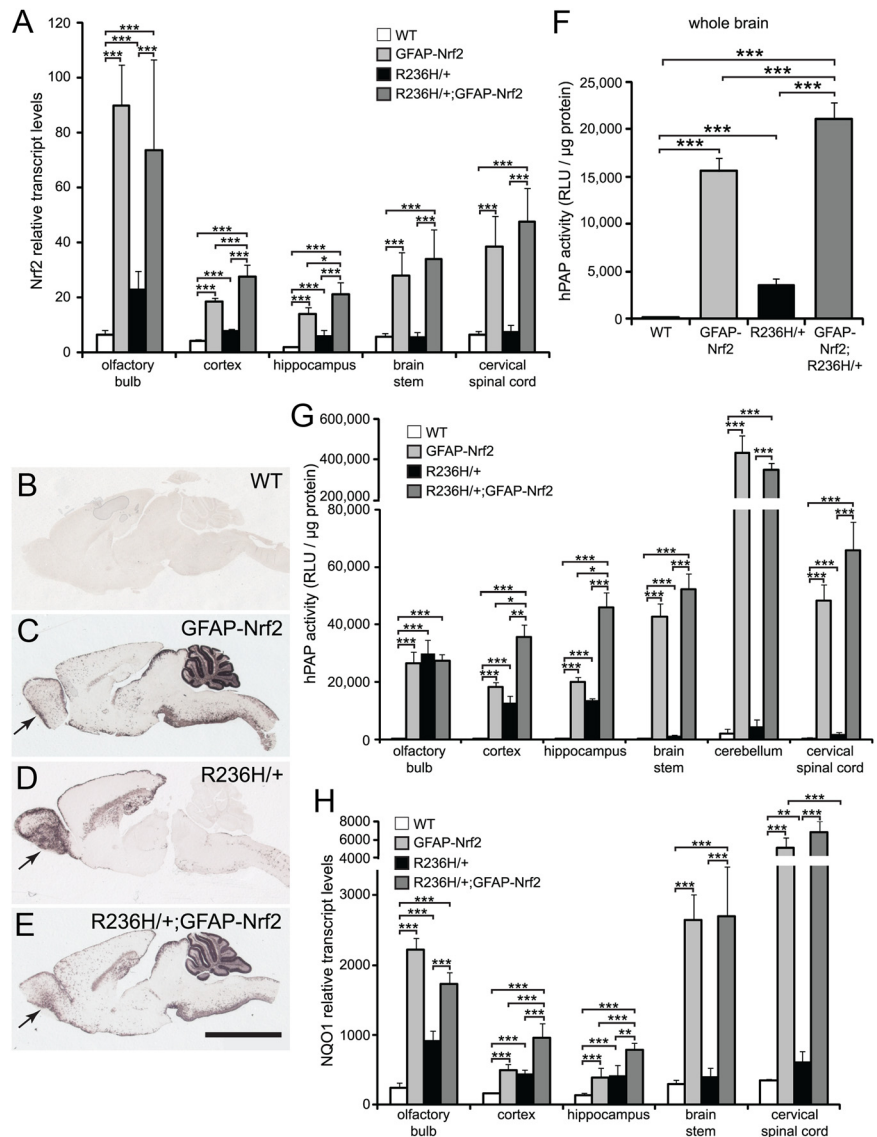 A
Nrf2 relative transcript levels
120
100
80
60
40
20
0
WT
GFAP-Nrf2
R236H/+
R236H/+;GFAP-Nrf2
***
***
***
***
***
***
***
***
***
***
***
*
***
***
***
***
***
***
***
***
***
olfactory bulb
cortex
hippocampus
brain stem
cervical spinal cord
F
whole brain
hPAP activity (RLU / µg protein)
25,000
20,000
15,000
10,000
5,000
0
***
***
***
***
***
WT
GFAP-Nrf2
R236H/+
GFAP-Nrf2;
R236H/+
B
WT
C
GFAP-Nrf2
D
R236H/+
E
R236H/+;GFAP-Nrf2
G
hPAP activity (RLU / µg protein)
600,000
400,000
200,000
80,000
60,000
40,000
20,000
0
WT
GFAP-Nrf2
R236H/+
R236H/+;GFAP-Nrf2
***
***
***
***
*
**
***
***
***
*
***
***
***
***
***
***
***
***
***
***
***
***
***
***
olfactory bulb
cortex
hippocampus
brain stem
cerebellum
cervical spinal cord
H
NQO1 relative transcript levels
8000
6000
4000
3000
2000
1000
0
WT
GFAP-Nrf2
R236H/+
R236H/+;GFAP-Nrf2
***
***
***
***
***
***
***
***
***
***
***
**
***
***
***
***
***
***
**
***
***
olfactory bulb
cortex
hippocampus
brain stem
cervical spinal cord